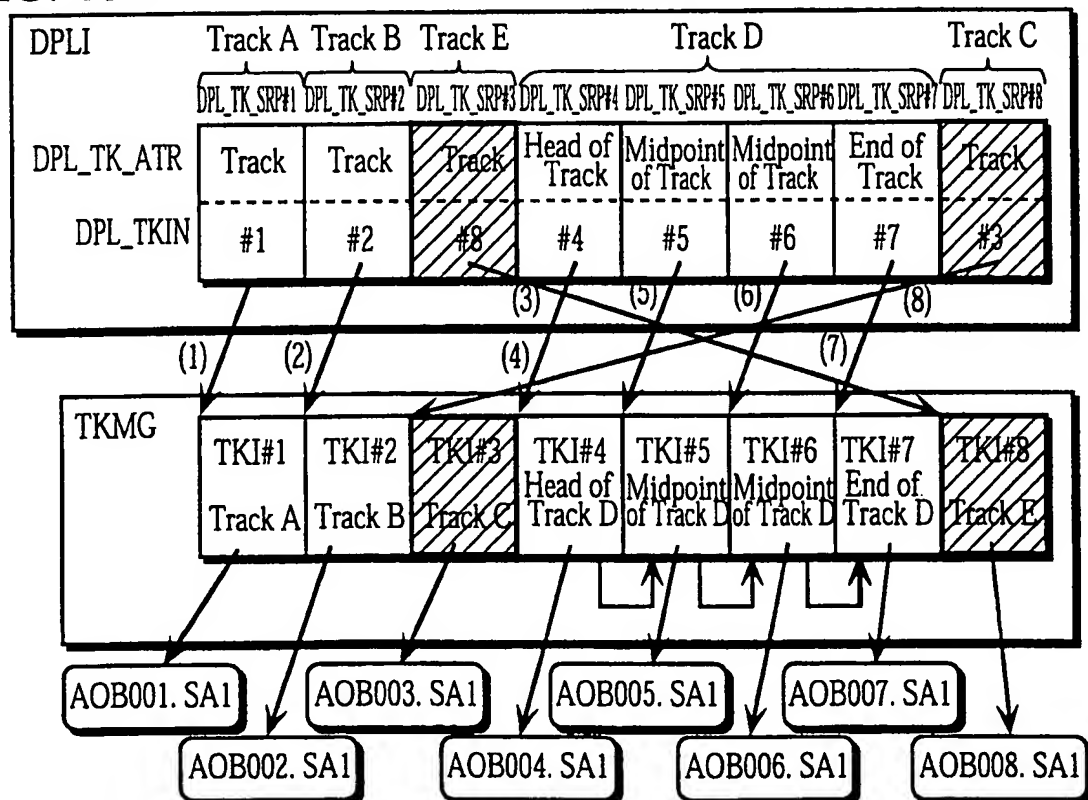 DPLI
Track A Track B Track E Track D Track C
DPL_TK_SRP#1 DPL_TK_SRP#2 DPL_TK_SRP#3 DPL_TK_SRP#4 DPL_TK_SRP#5 DPL_TK_SRP#6 DPL_TK_SRP#7 DPL_TK_SRP#8
DPL_TK_ATR Track Track Track Head of Track Midpoint of Track Midpoint of Track End of Track Track
DPL_TKIN #1 #2 #8 #4 #5 #6 #7 #3
(3) (5) (6) (8)
(1) (2) (4) (7)
TKMG
TKI#1 TKI#2 TKI#3 TKI#4 TKI#5 TKI#6 TKI#7 TKI#8
Head of Midpoint Midpoint End of
Track A Track B Track C Track D of Track D of Track D Track D Track E
AOB001. SA1 AOB003. SA1 AOB005. SA1 AOB007. SA1
AOB002. SA1 AOB004. SA1 AOB006. SA1 AOB008. SA1